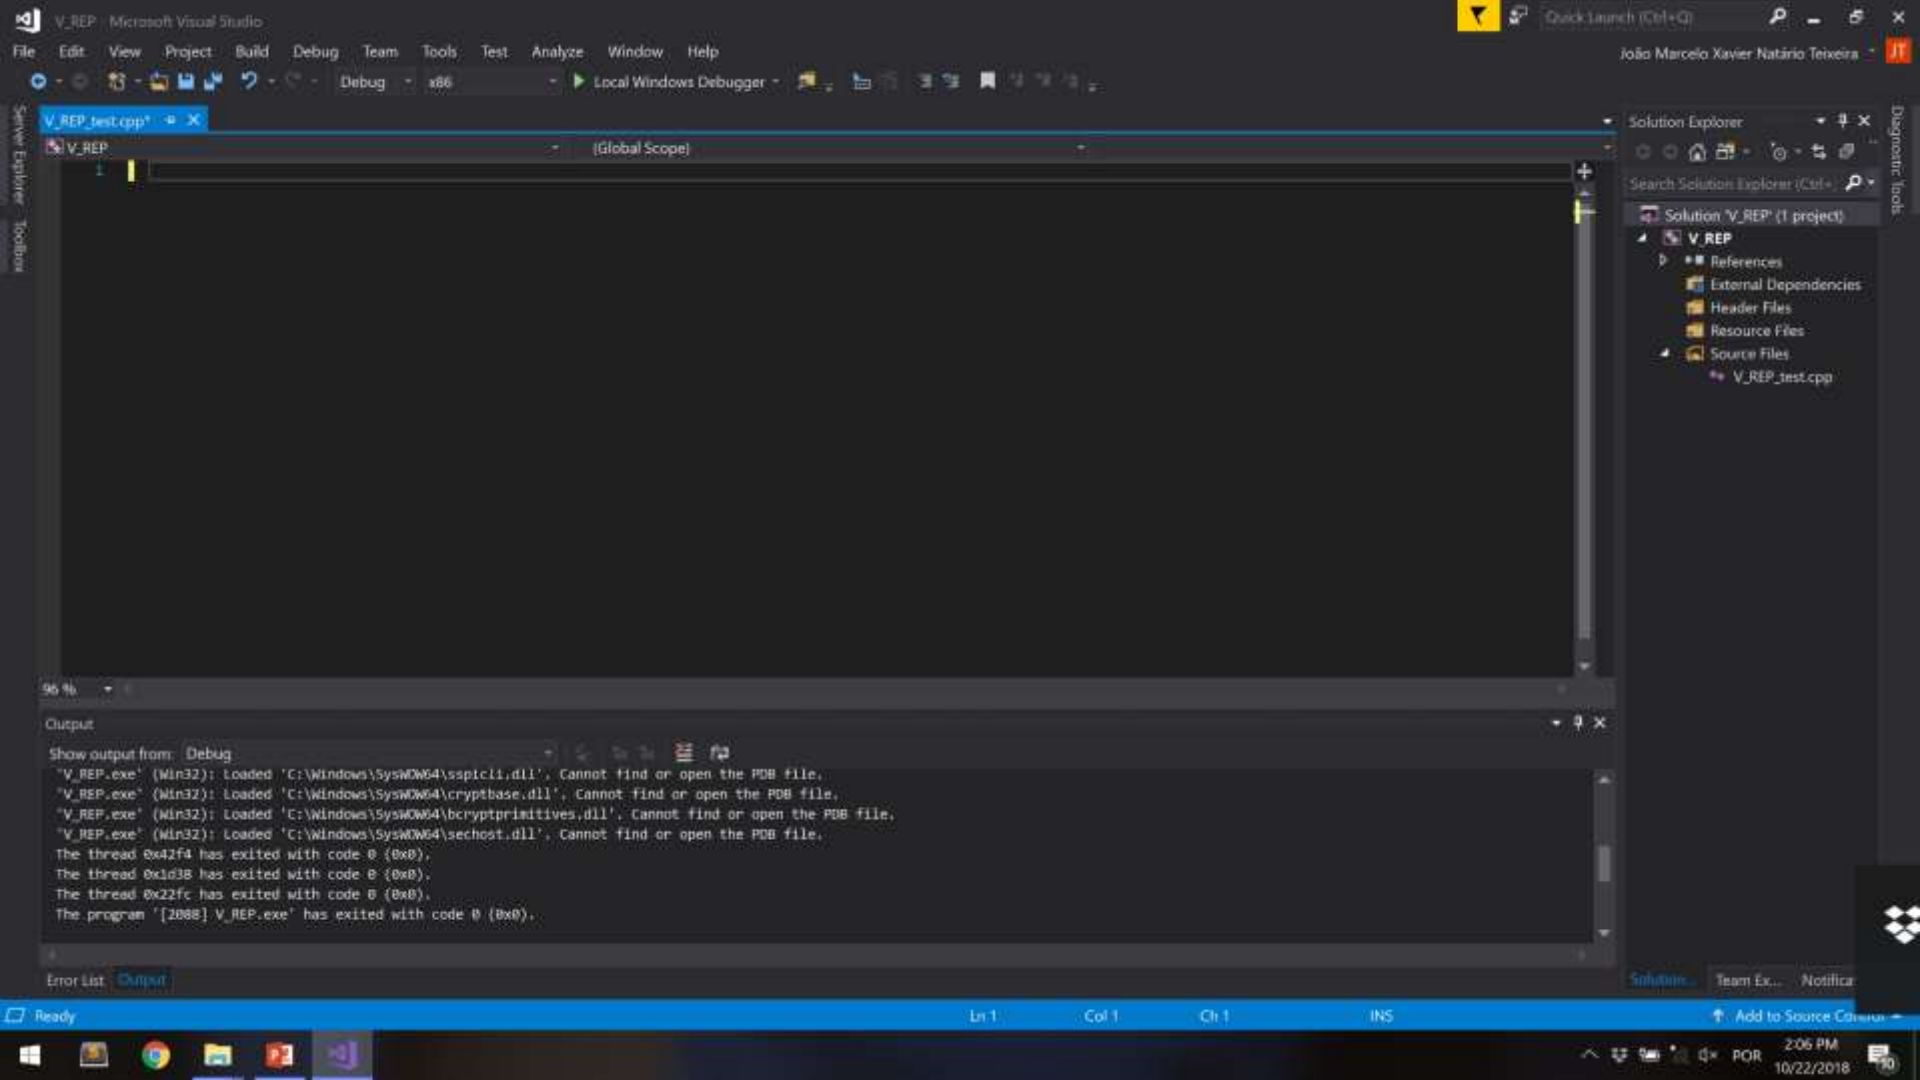 V_REP - Microsoft Visual Studio
Quick Launch (Ctrl+Q)
File Edit View Project Build Debug Team Tools Test Analyze Window Help
João Marcelo Xavier Natário Teixeira JT
Debug x86 Local Windows Debugger
Server Explorer
Toolbox
V_REP_test.cpp*
V_REP (Global Scope)
1
96 %
Output
Show output from: Debug
'V_REP.exe' (Win32): Loaded 'C:\Windows\SysWOW64\sspicli.dll'. Cannot find or open the PDB file.
'V_REP.exe' (Win32): Loaded 'C:\Windows\SysWOW64\cryptbase.dll'. Cannot find or open the PDB file.
'V_REP.exe' (Win32): Loaded 'C:\Windows\SysWOW64\bcryptprimitives.dll'. Cannot find or open the PDB file.
'V_REP.exe' (Win32): Loaded 'C:\Windows\SysWOW64\sechost.dll'. Cannot find or open the PDB file.
The thread 0x42f4 has exited with code 0 (0x0).
The thread 0x1d38 has exited with code 0 (0x0).
The thread 0x22fc has exited with code 0 (0x0).
The program '[2088] V_REP.exe' has exited with code 0 (0x0).
Error List Output
Solution Explorer
Search Solution Explorer (Ctrl+
Solution 'V_REP' (1 project)
V_REP
References
External Dependencies
Header Files
Resource Files
Source Files
V_REP_test.cpp
Solution... Team Ex... Notifica
Diagnostic Tools
Ready Ln 1 Col 1 Ch 1 INS Add to Source Control
POR 2:06 PM
10/22/2018
10